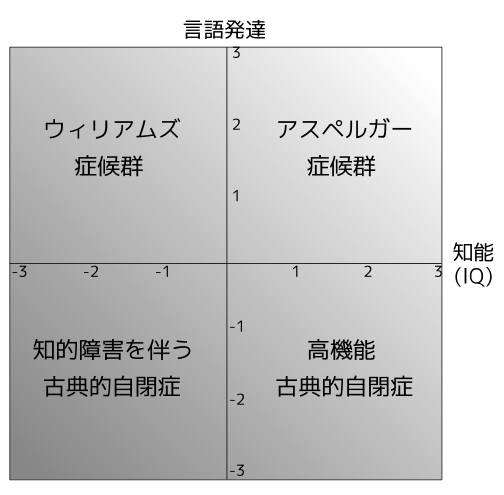 言語発達
3
ウィリアムズ
症候群
アスペルガー
症候群
2
1
-3
-2
-1
1
2
3
知能
(IQ)
-1
知的障害を伴う
古典的自閉症
高機能
古典的自閉症
-2
-3